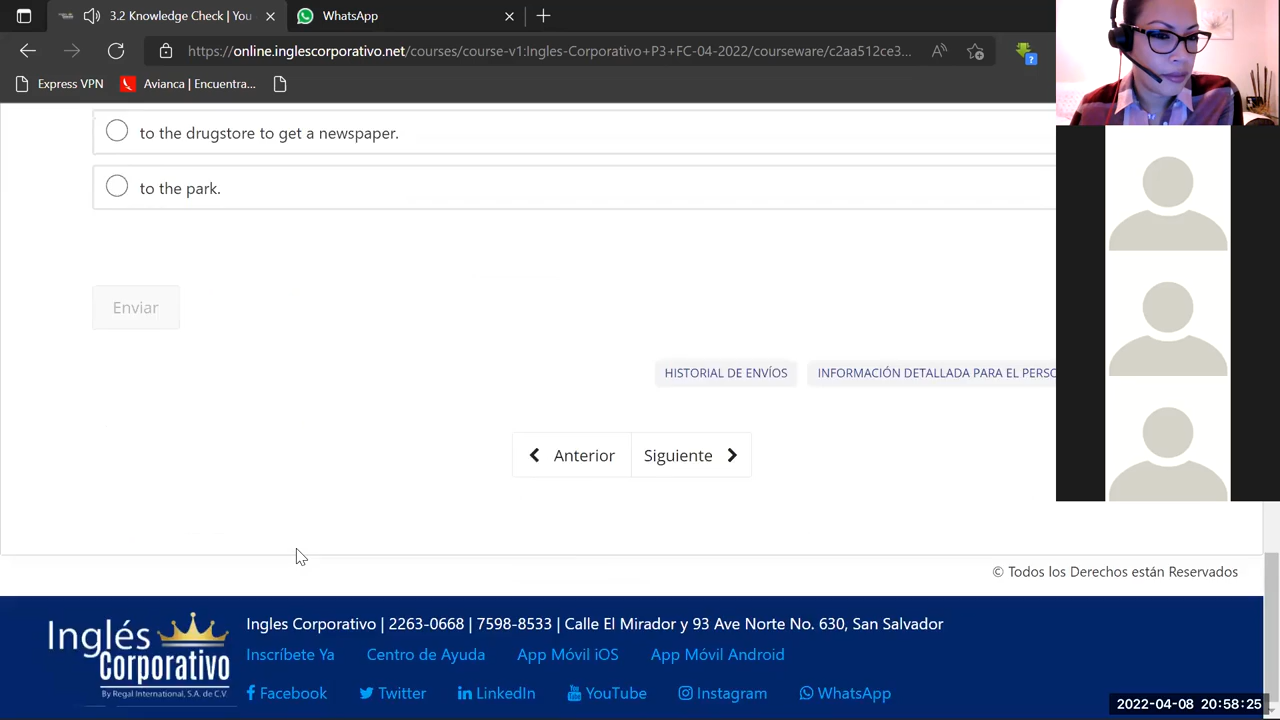 3.2 Knowledge Check | You
WhatsApp
https://online.inglescorporativo.net/courses/course-v1:Ingles-Corporativo+P3+FC-04-2022/courseware/c2aa512ce3...
Express VPN
Avianca | Encuentra...
to the drugstore to get a newspaper.
to the park.
Enviar
HISTORIAL DE ENVÍOS
INFORMACIÓN DETALLADA PARA EL PERSO
Anterior
Siguiente
© Todos los Derechos están Reservados
Inglés Corporativo
By Regal International, S.A. de C.V.
Ingles Corporativo | 2263-0668 | 7598-8533 | Calle El Mirador y 93 Ave Norte No. 630, San Salvador
Inscríbete Ya
Centro de Ayuda
App Móvil iOS
App Móvil Android
Facebook
Twitter
LinkedIn
YouTube
Instagram
WhatsApp
2022-04-08 20:58:25